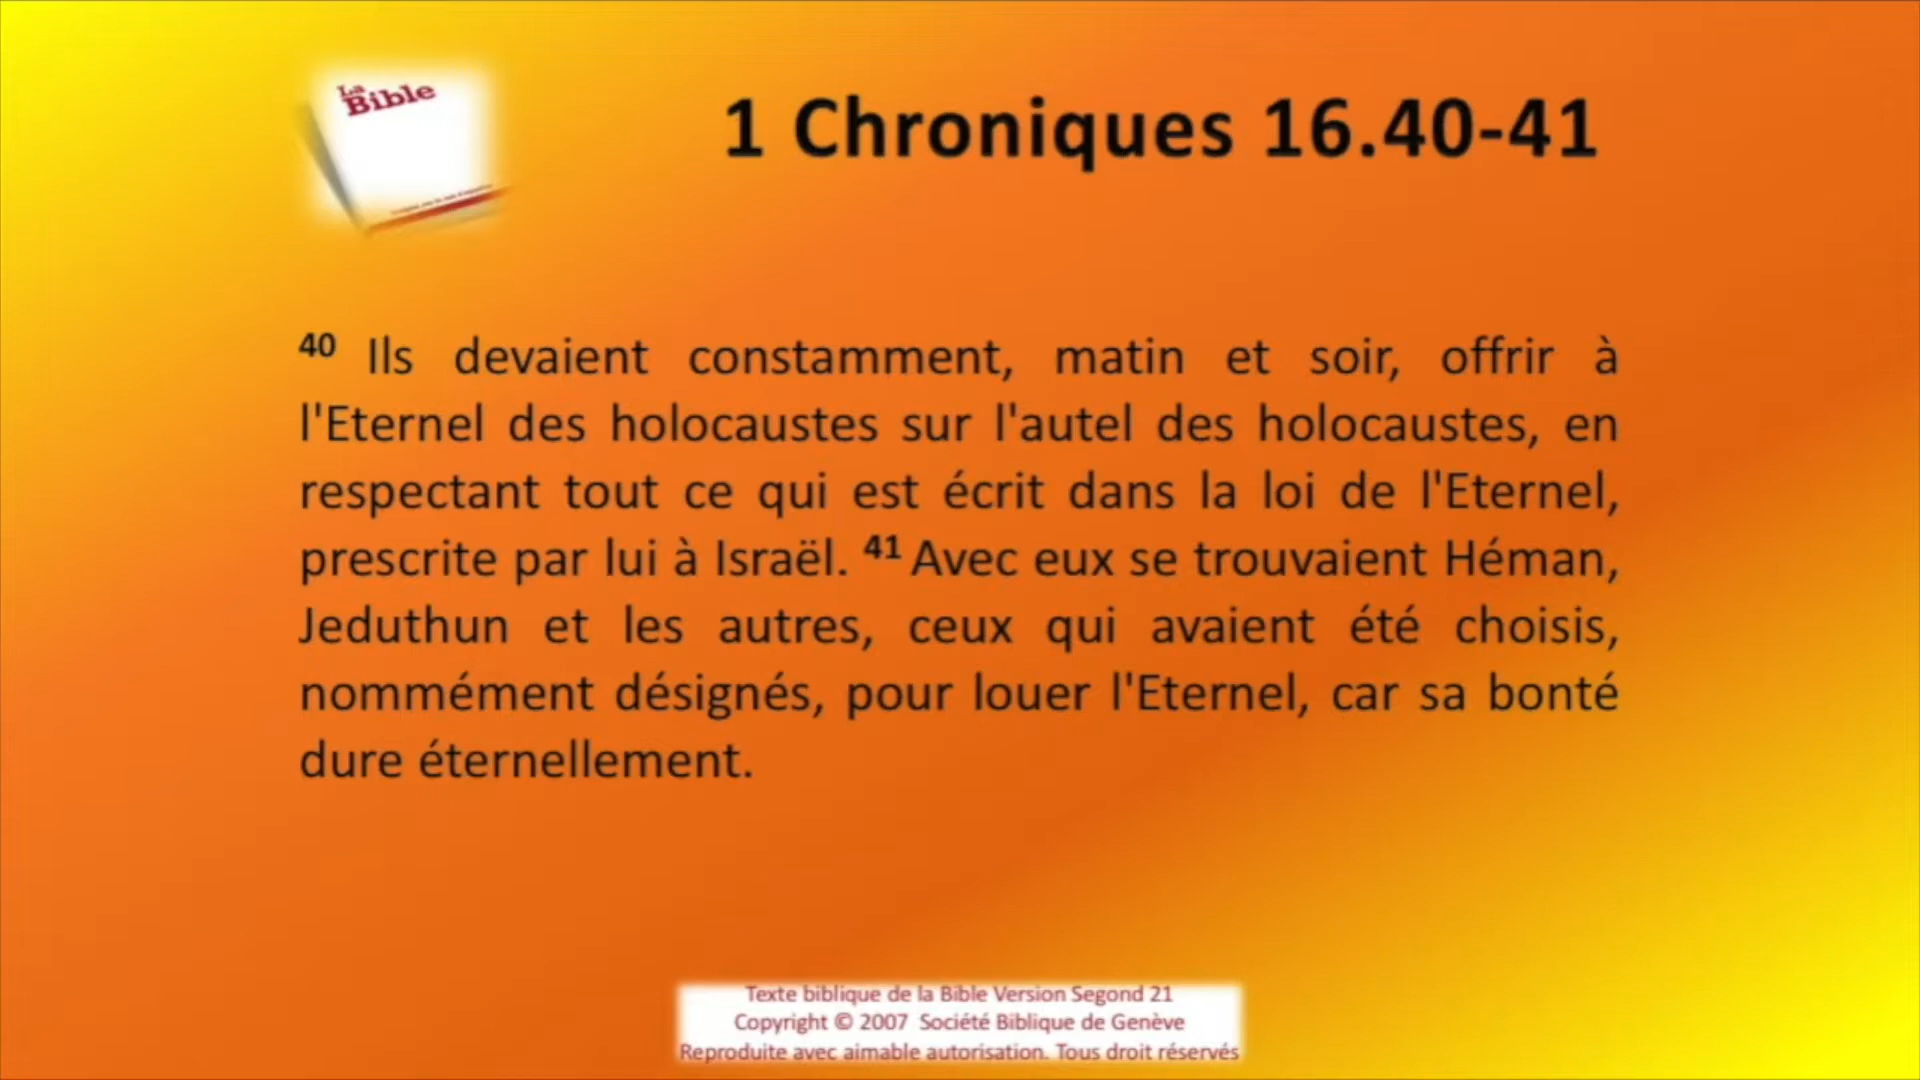 La
Bible
1 Chroniques 16.40-41
40 Ils devaient constamment, matin et soir, offrir à
l'Eternel des holocaustes sur l'autel des holocaustes, en
respectant tout ce qui est écrit dans la loi de l'Eternel,
prescrite par lui à Israël. 41 Avec eux se trouvaient Héman,
Jeduthun et les autres, ceux qui avaient été choisis,
nommément désignés, pour louer l'Eternel, car sa bonté
dure éternellement.
Texte biblique de la Bible Version Segond 21
Copyright © 2007 Société Biblique de Genève
Reproduite avec aimable autorisation. Tous droit réservés